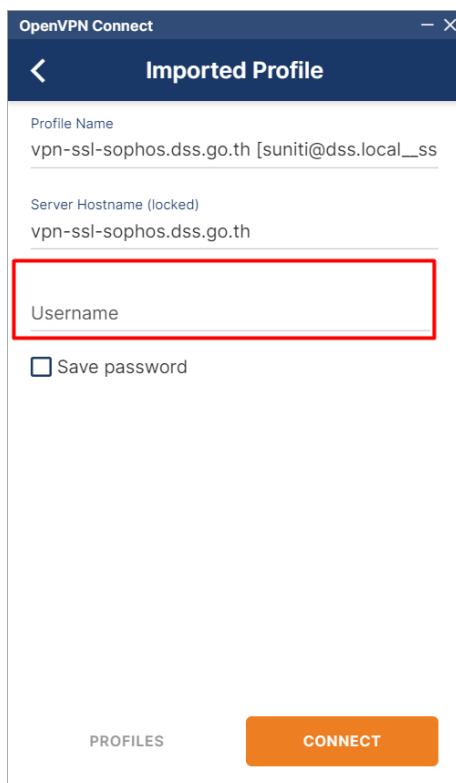 OpenVPN Connect
Imported Profile
Profile Name
vpn-ssl-sophos.dss.go.th [suniti@dss.local__ss
Server Hostname (locked)
vpn-ssl-sophos.dss.go.th
Username
Save password
PROFILES CONNECT